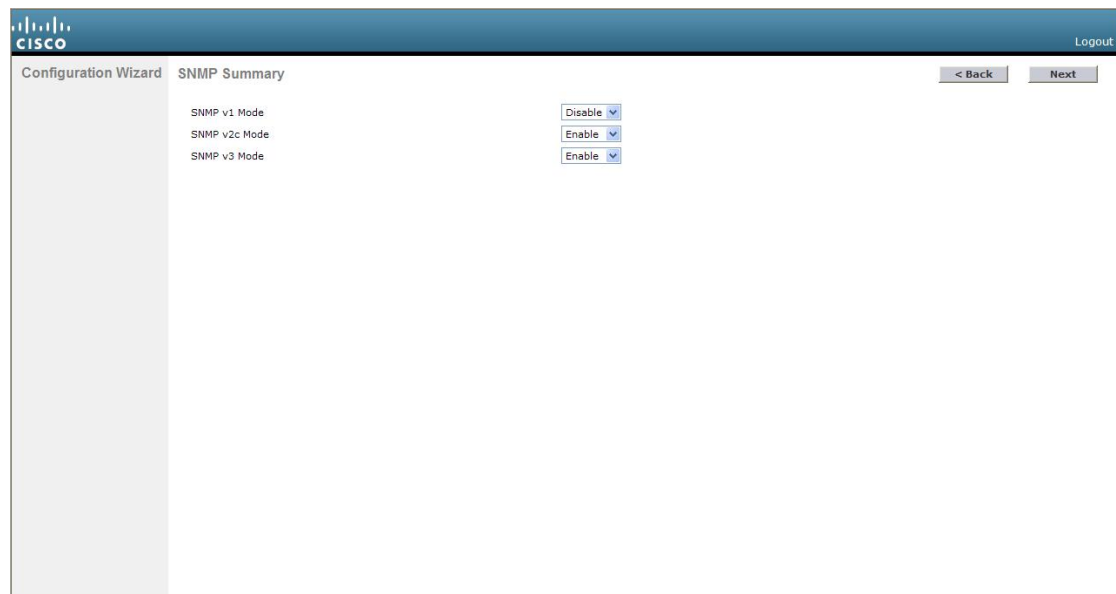 CISCO
Logout
Configuration Wizard
SNMP Summary
< Back
Next
SNMP v1 Mode Disable
SNMP v2c Mode Enable
SNMP v3 Mode Enable